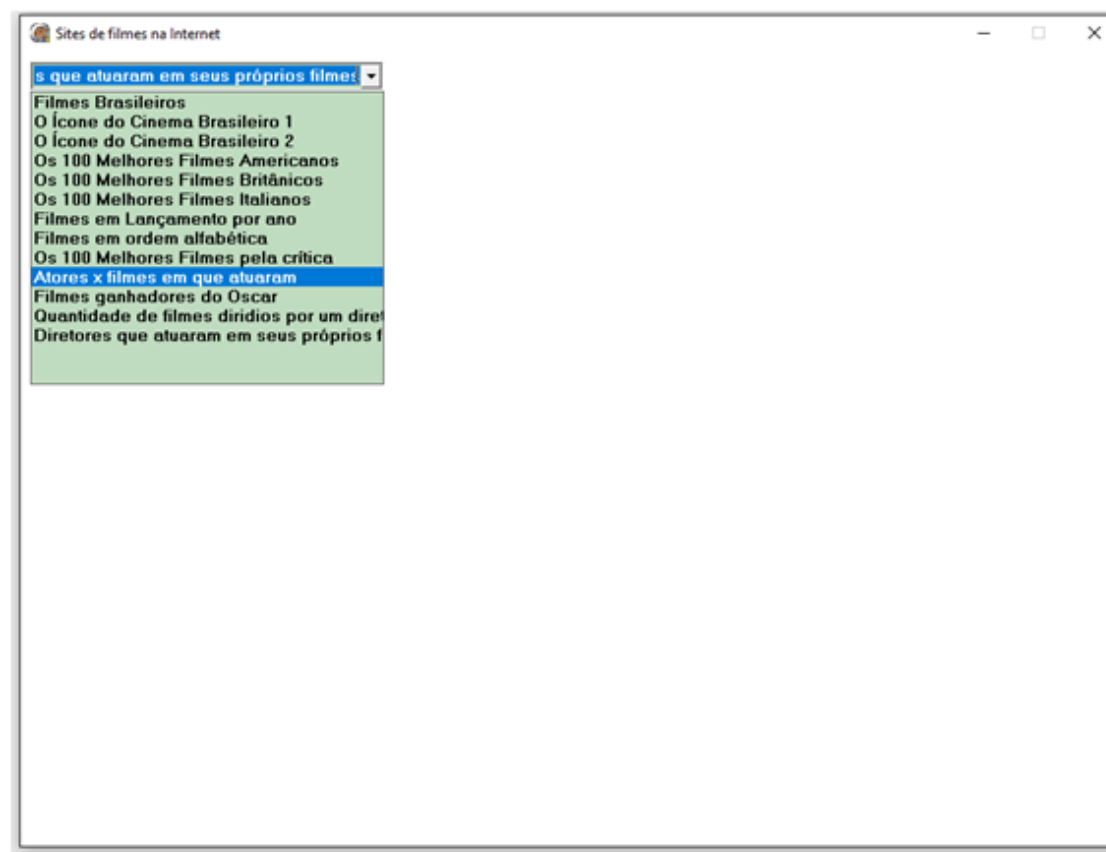 Sites de filmes na Internet
s que atuaram em seus próprios filmes
Filmes Brasileiros
O Ícone do Cinema Brasileiro 1
O Ícone do Cinema Brasileiro 2
Os 100 Melhores Filmes Americanos
Os 100 Melhores Filmes Britânicos
Os 100 Melhores Filmes Italianos
Filmes em Lançamento por ano
Filmes em ordem alfabética
Os 100 Melhores Filmes pela crítica
Atores x filmes em que atuaram
Filmes ganhadores do Oscar
Quantidade de filmes diridios por um diret
Diretores que atuaram em seus próprios f